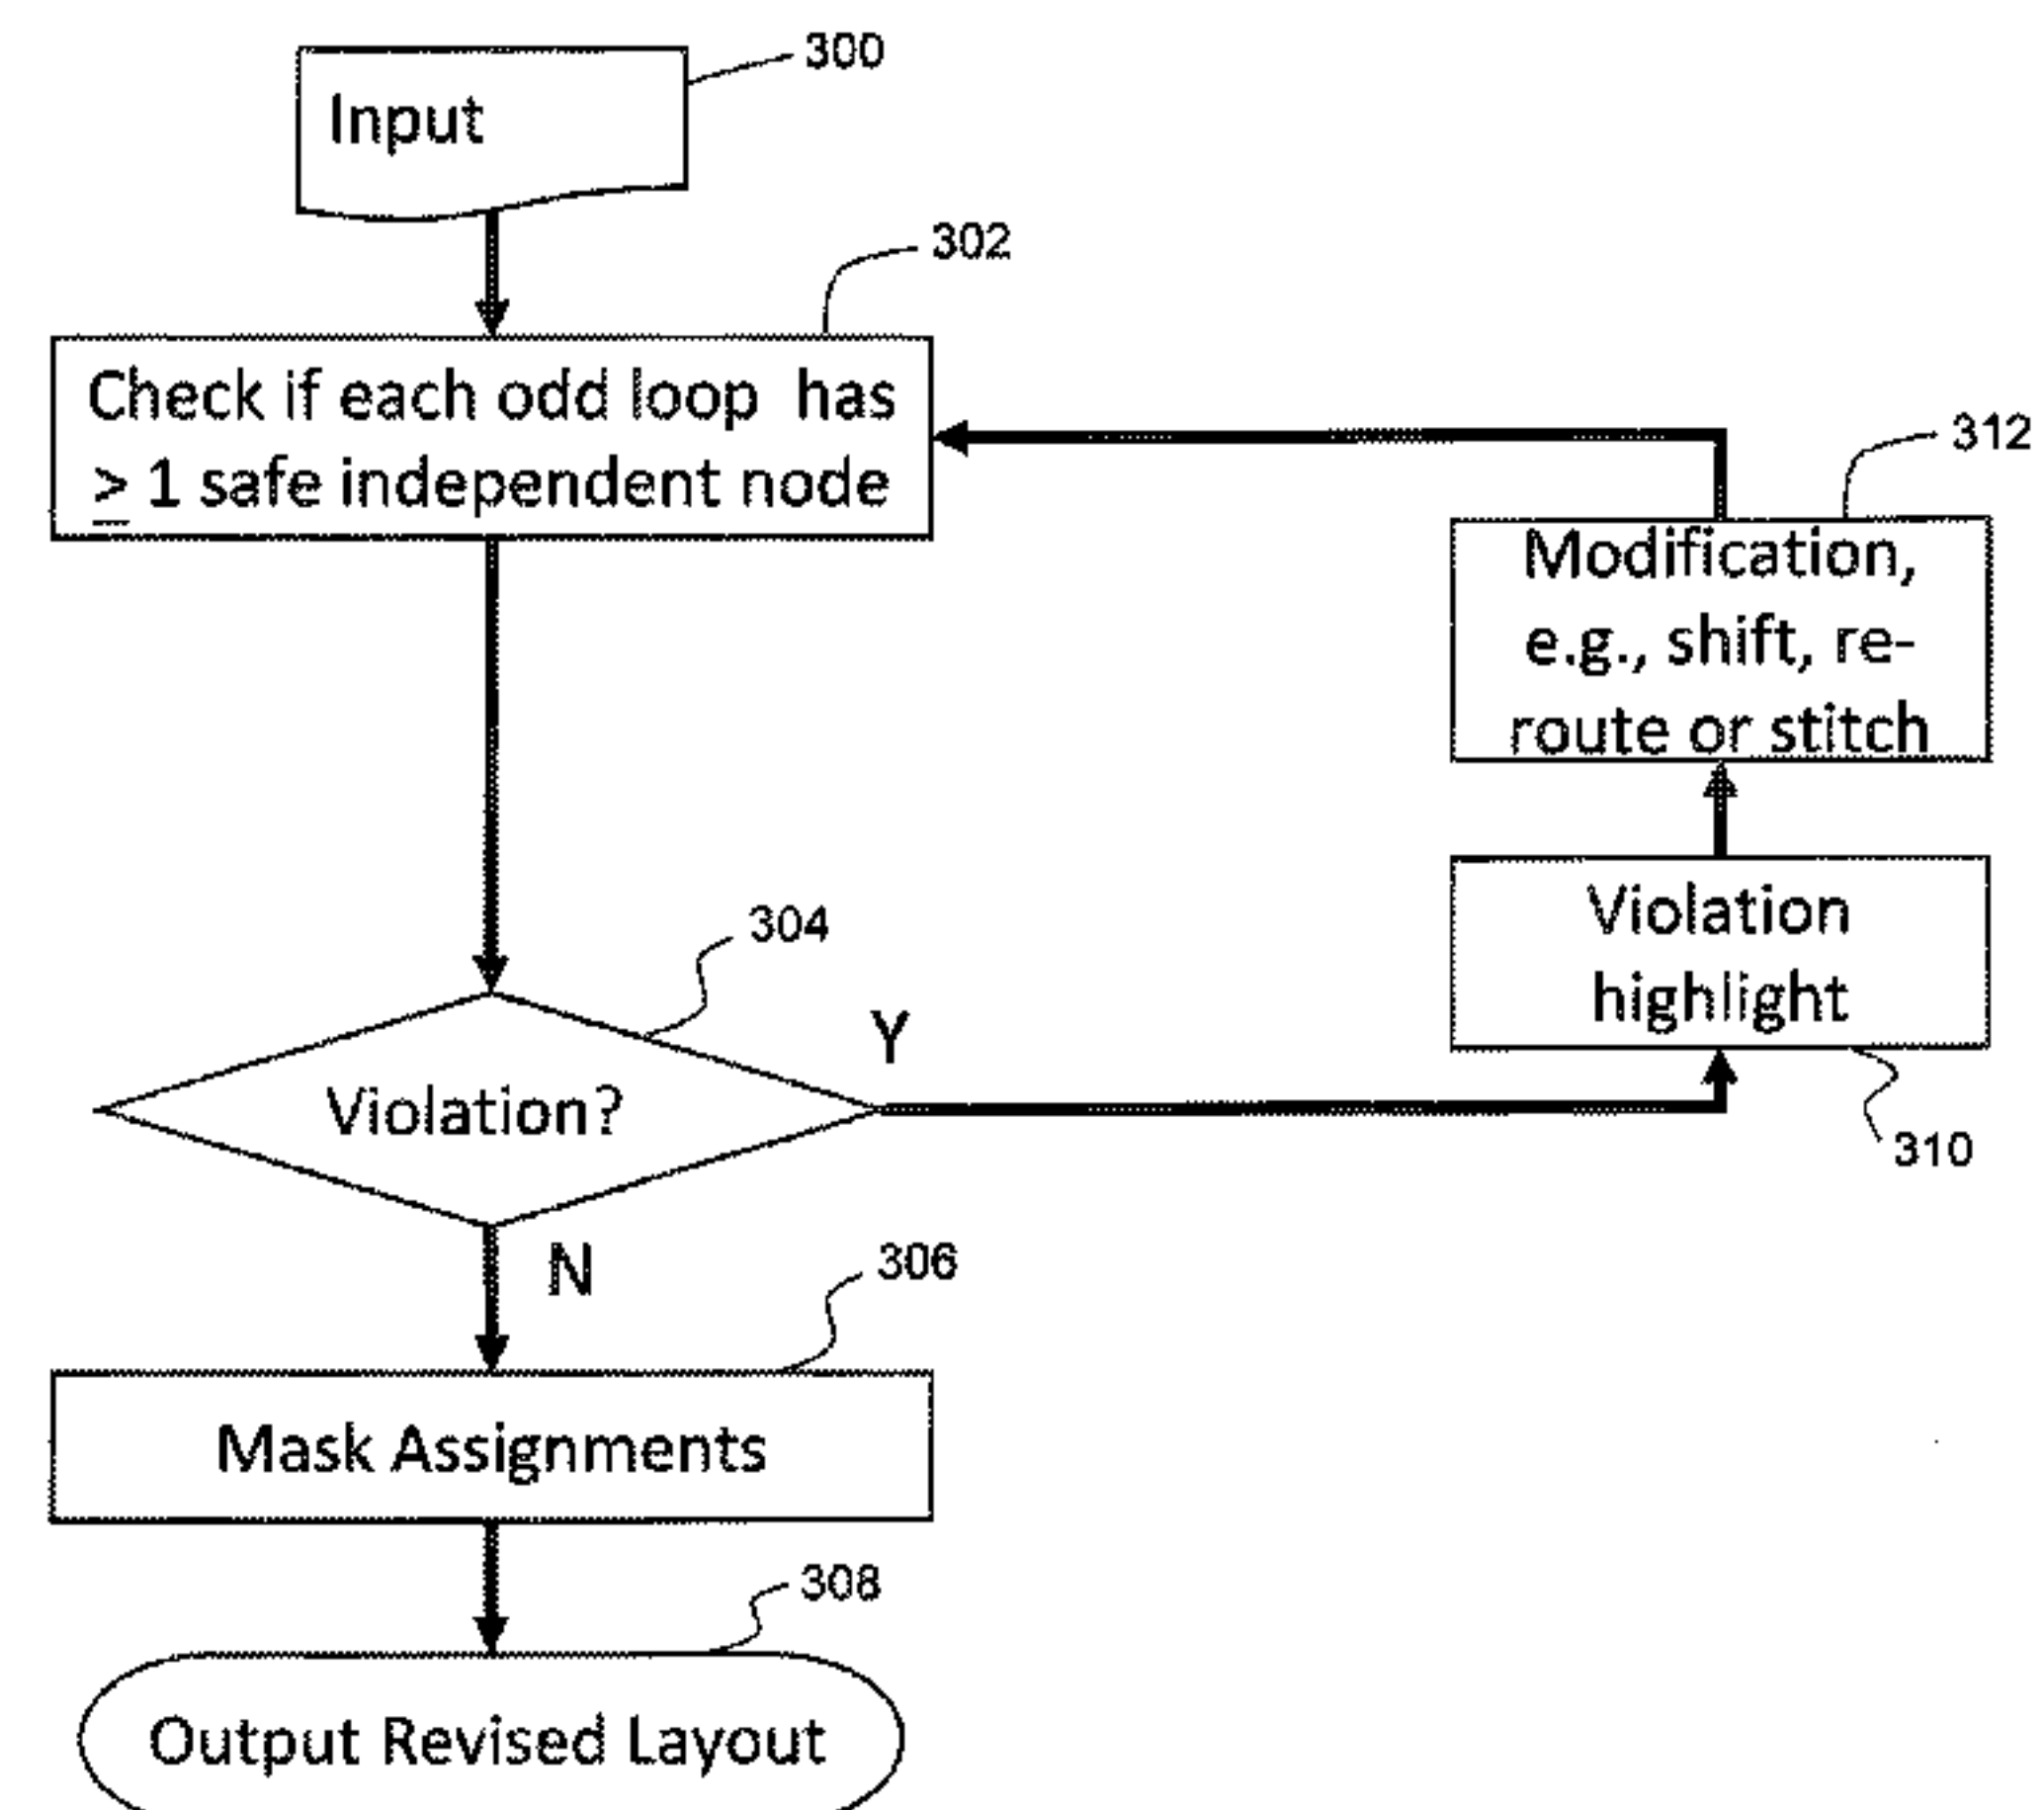 300
Input
302
Check if each odd loop has
≥ 1 safe independent node
312
Modification,
e.g., shift, re-
route or stitch
304
Violation
highlight
Y
Violation?
310
N
306
Mask Assignments
308
Output Revised Layout